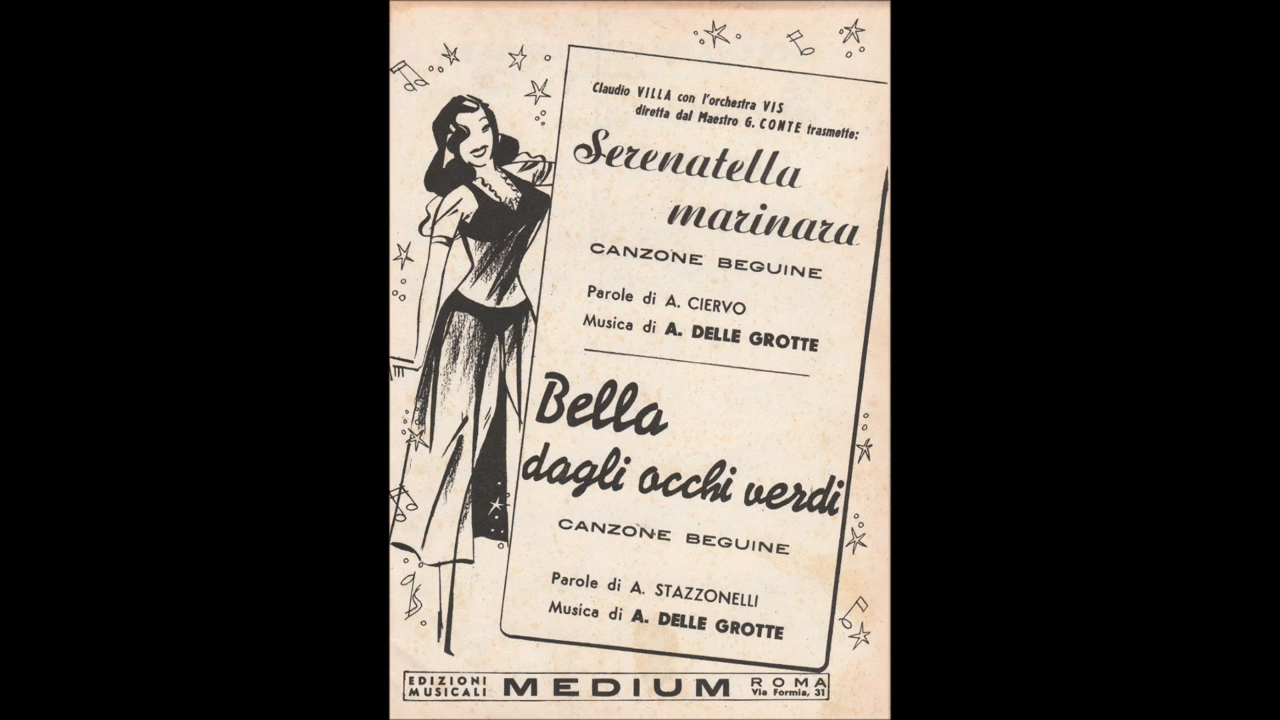 Claudio VILLA con l'orchestra VIS
diretta dal Maestro G. CONTE trasmette:
Serenatella
marinara
CANZONE BEGUINE
Parole di A. CIERVO
Musica di A. DELLE GROTTE
Bella
dagli occhi verdi
CANZONE BEGUINE
Parole di A. STAZZONELLI
Musica di A. DELLE GROTTE
EDIZIONI
MUSICALI
MEDIUM
ROMA
Via Formia, 31